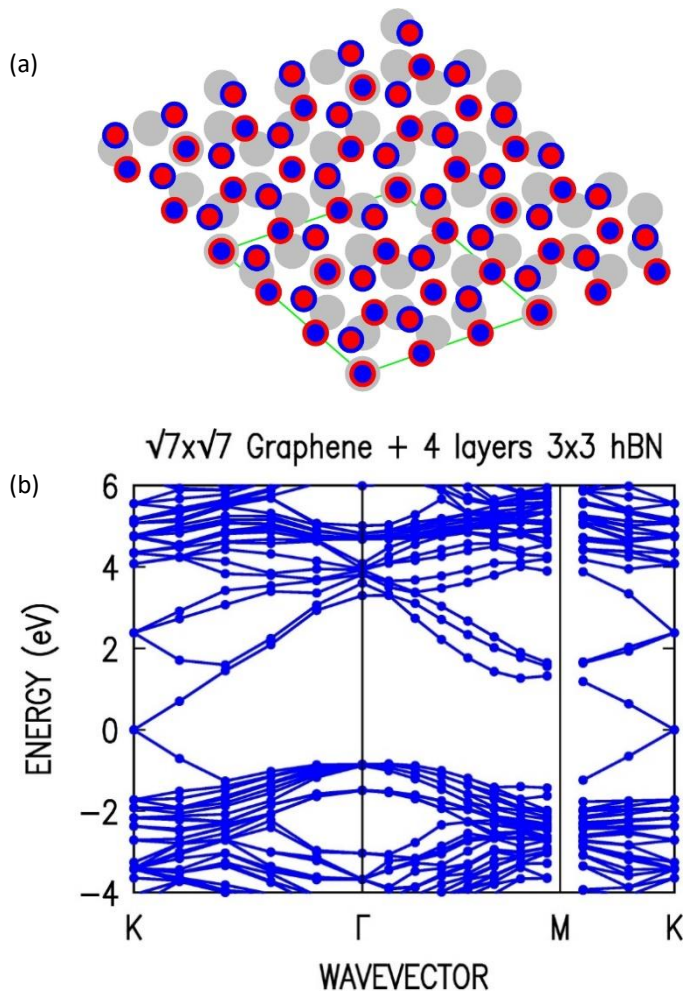 (a)
√7x√7 Graphene + 4 layers 3x3 hBN
(b)
6
4
2
0
−2
−4
ENERGY (eV)
K Γ M K
WAVEVECTOR